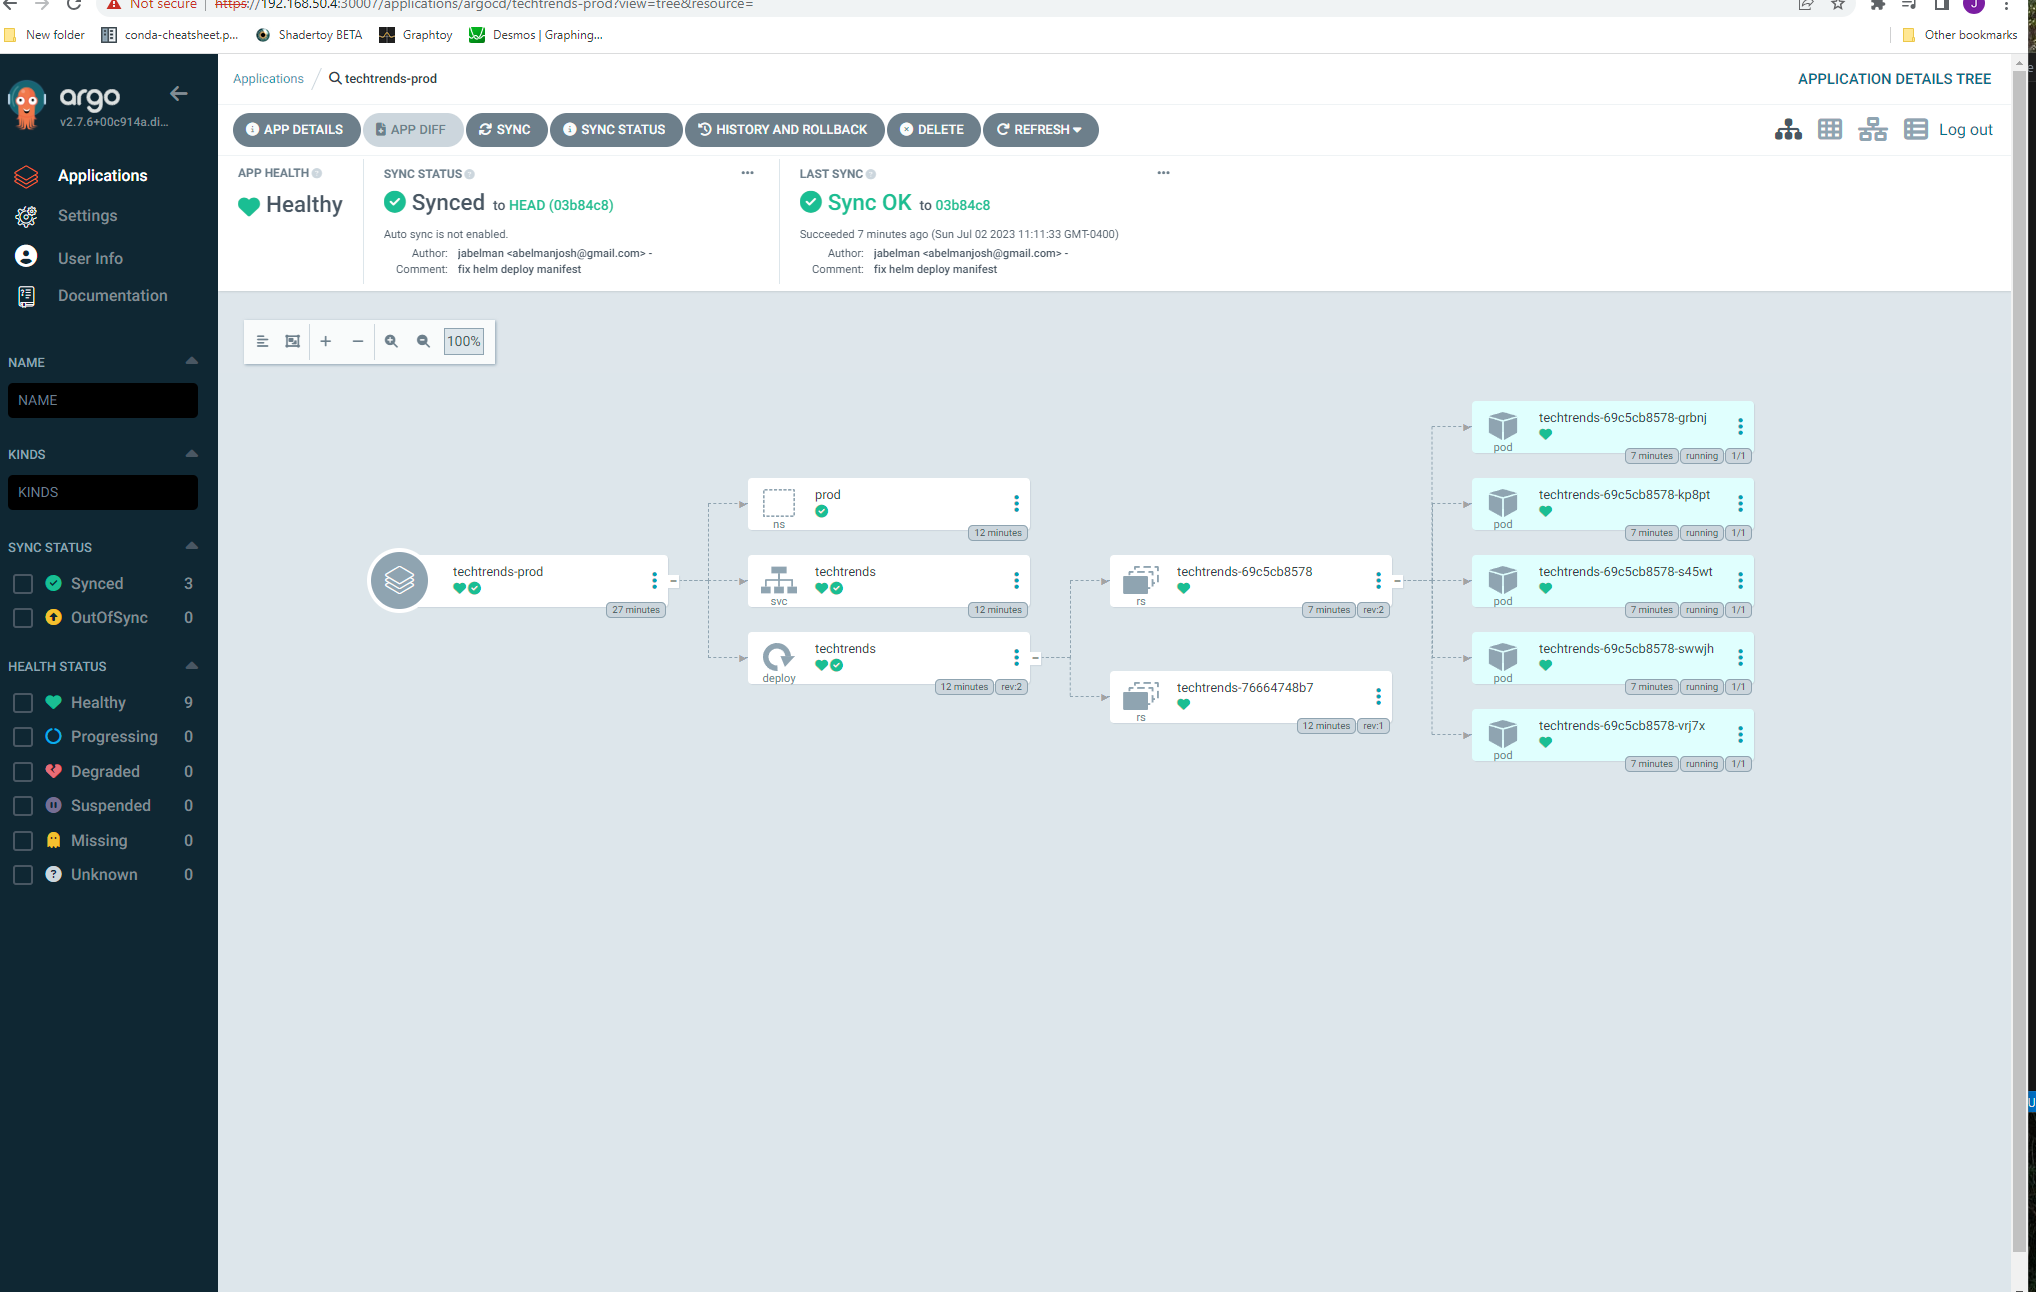 Not secure | https://192.168.50.4:30007/applications/argocd/techtrends-prod?view=tree&resource=
J
New folder
conda-cheatsheet.p...
Shadertoy BETA
Graphtoy
Desmos | Graphing...
Other bookmarks
argo
v2.7.6+00c914a.di...
Applications
Settings
User Info
Documentation
NAME
NAME
KINDS
KINDS
SYNC STATUS
Synced 3
OutOfSync 0
HEALTH STATUS
Healthy 9
Progressing 0
Degraded 0
Suspended 0
Missing 0
Unknown 0
Applications / techtrends-prod
APPLICATION DETAILS TREE
APP DETAILS
APP DIFF
SYNC
SYNC STATUS
HISTORY AND ROLLBACK
DELETE
REFRESH
Log out
APP HEALTH
Healthy
SYNC STATUS
Synced to HEAD (03b84c8)
Auto sync is not enabled.
Author: jabelman <abelmanjosh@gmail.com> -
Comment: fix helm deploy manifest
LAST SYNC
Sync OK to 03b84c8
Succeeded 7 minutes ago (Sun Jul 02 2023 11:11:33 GMT-0400)
Author: jabelman <abelmanjosh@gmail.com> -
Comment: fix helm deploy manifest
100%
techtrends-prod
27 minutes
prod
ns
12 minutes
techtrends
svc
12 minutes
techtrends
deploy
12 minutes rev:2
techtrends-69c5cb8578
rs
7 minutes rev:2
techtrends-76664748b7
rs
12 minutes rev:1
techtrends-69c5cb8578-grbnj
pod
7 minutes running 1/1
techtrends-69c5cb8578-kp8pt
pod
7 minutes running 1/1
techtrends-69c5cb8578-s45wt
pod
7 minutes running 1/1
techtrends-69c5cb8578-swwjh
pod
7 minutes running 1/1
techtrends-69c5cb8578-vrj7x
pod
7 minutes running 1/1